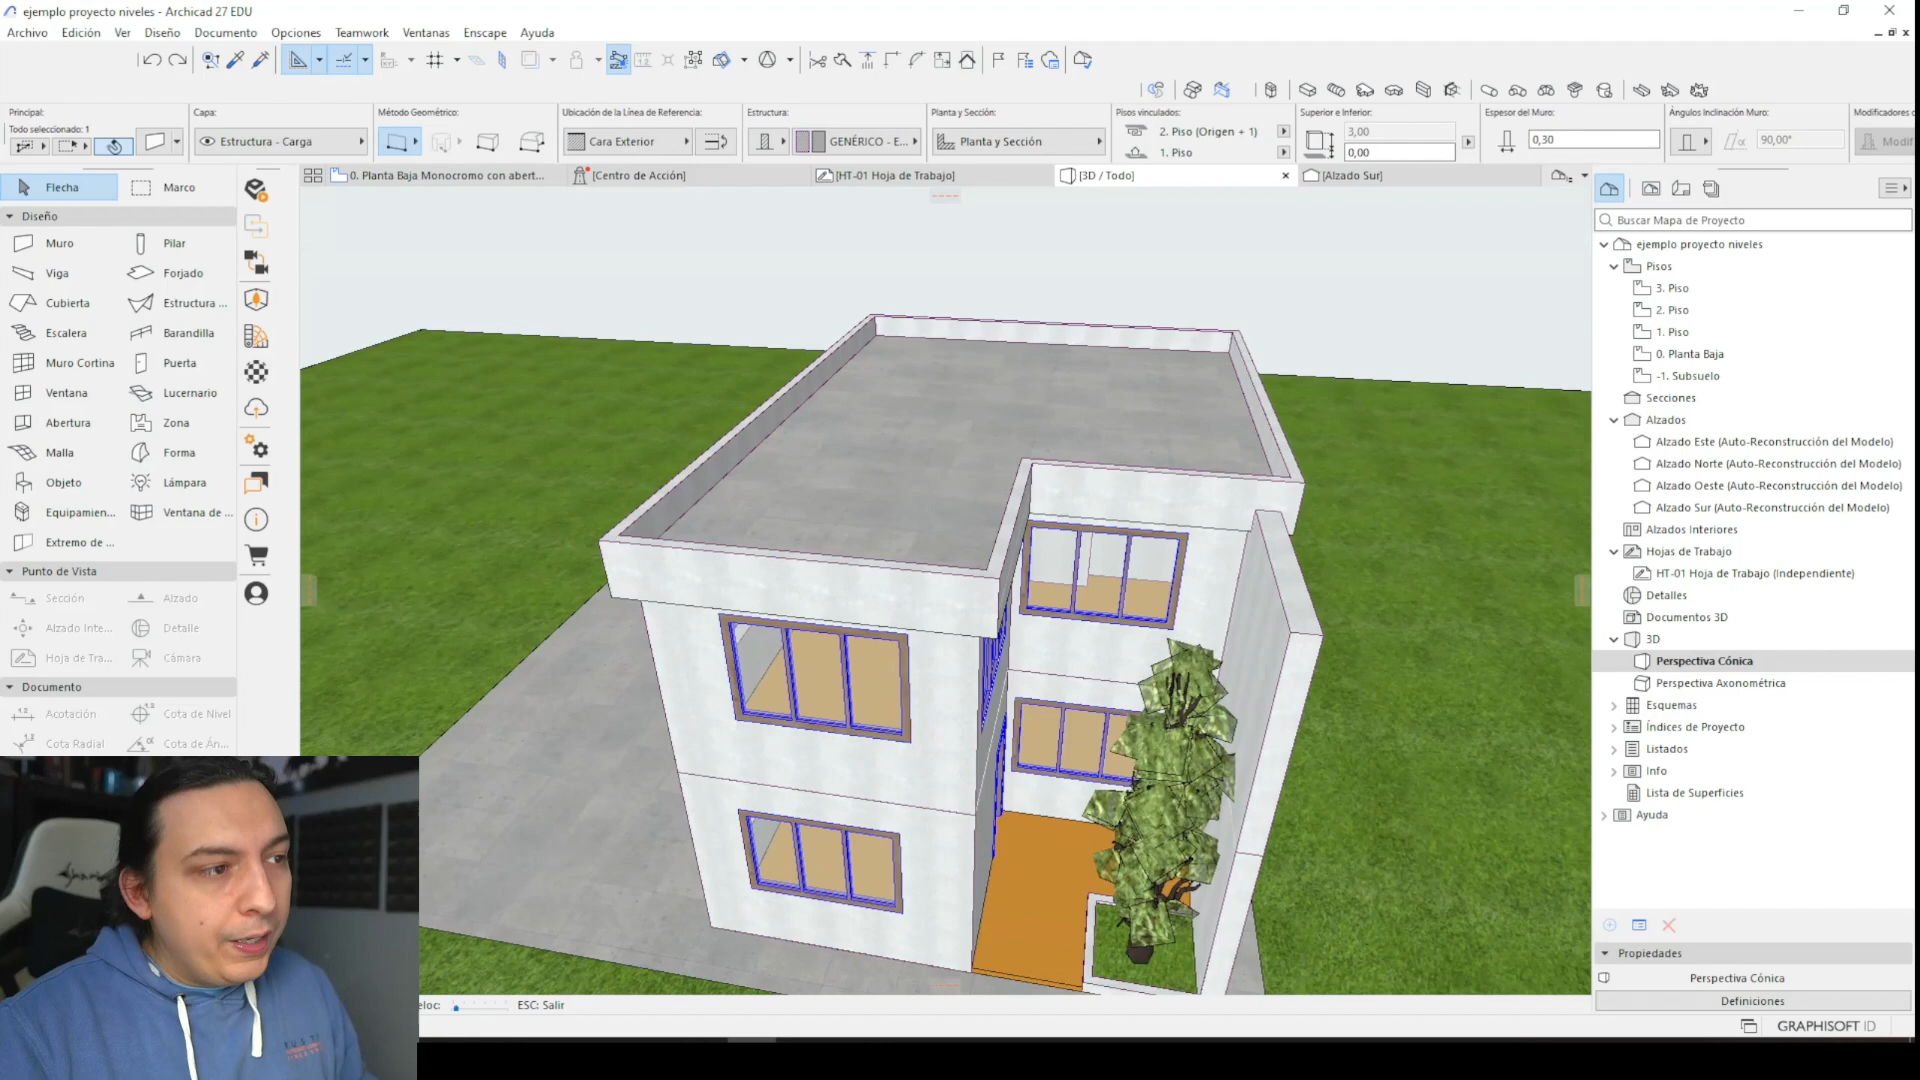 ejemplo proyecto niveles - Archicad 27 EDU
Archivo Edición Ver Diseño Documento Opciones Teamwork Ventanas Enscape Ayuda
Principal: Capa: Método Geométrico: Ubicación de la Línea de Referencia: Estructura: Planta y Sección: Pisos vinculados: Superior e Inferior: Espesor del Muro: Ángulos Inclinación Muro: Modificadores
Todo seleccionado: 1
2. Piso (Origen + 1) 3,00
Estructura - Carga Cara Exterior GENÉRICO - E... Planta y Sección 0,30 90,00° Modif
1. Piso 0,00
0. Planta Baja Monocromo con abert... [Centro de Acción] [HT-01 Hoja de Trabajo] [3D / Todo] [Alzado Sur]
Flecha Marco
Diseño
Muro Pilar
Viga Forjado
Cubierta Estructura ...
Escalera Barandilla
Muro Cortina Puerta
Ventana Lucernario
Abertura Zona
Malla Forma
Objeto Lámpara
Equipamien... Ventana de ...
Extremo de ...
Punto de Vista
Sección Alzado
Alzado Inte... Detalle
Hoja de Tra... Cámara
Documento
Acotación Cota de Nivel
Cota Radial Cota de Án...
Buscar Mapa de Proyecto
ejemplo proyecto niveles
Pisos
3. Piso
2. Piso
1. Piso
0. Planta Baja
-1. Subsuelo
Secciones
Alzados
Alzado Este (Auto-Reconstrucción del Modelo)
Alzado Norte (Auto-Reconstrucción del Modelo)
Alzado Oeste (Auto-Reconstrucción del Modelo)
Alzado Sur (Auto-Reconstrucción del Modelo)
Alzados Interiores
Hojas de Trabajo
HT-01 Hoja de Trabajo (Independiente)
Detalles
Documentos 3D
3D
Perspectiva Cónica
Perspectiva Axonométrica
Esquemas
Índices de Proyecto
Listados
Info
Lista de Superficies
Ayuda
Propiedades
Perspectiva Cónica
Definiciones
eloc: ESC: Salir
GRAPHISOFT ID